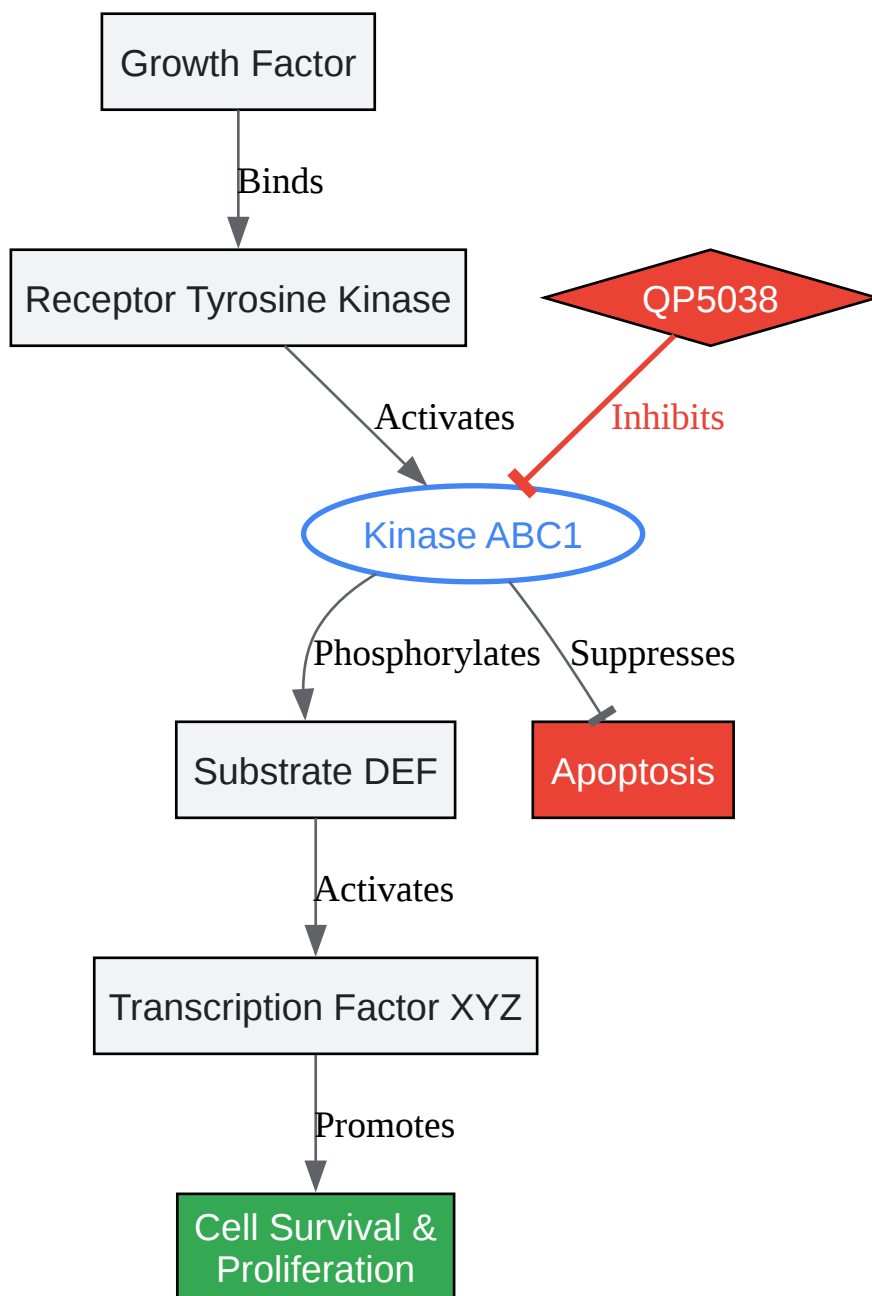 Growth Factor
Binds
Receptor Tyrosine Kinase
QP5038
Activates
Inhibits
Kinase ABC1
Phosphorylates
Suppresses
Substrate DEF
Apoptosis
Activates
Transcription Factor XYZ
Promotes
Cell Survival &
Proliferation